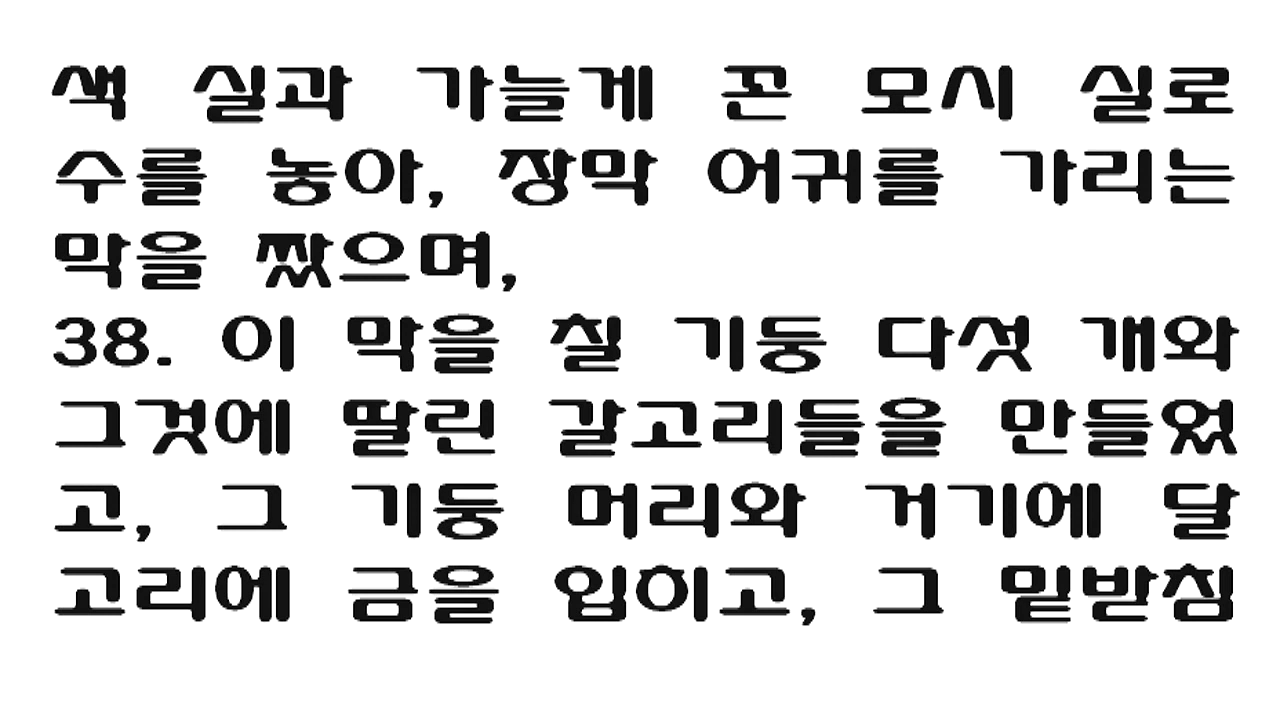 색 실과 가늘게 꼰 모시 실로
수를 놓아, 장막 어귀를 가리는
막을 짰으며,
38. 이 막을 칠 기둥 다섯 개와
그것에 딸린 갈고리들을 만들었
고, 그 기둥 머리와 거기에 달
고리에 금을 입히고, 그 밑받침